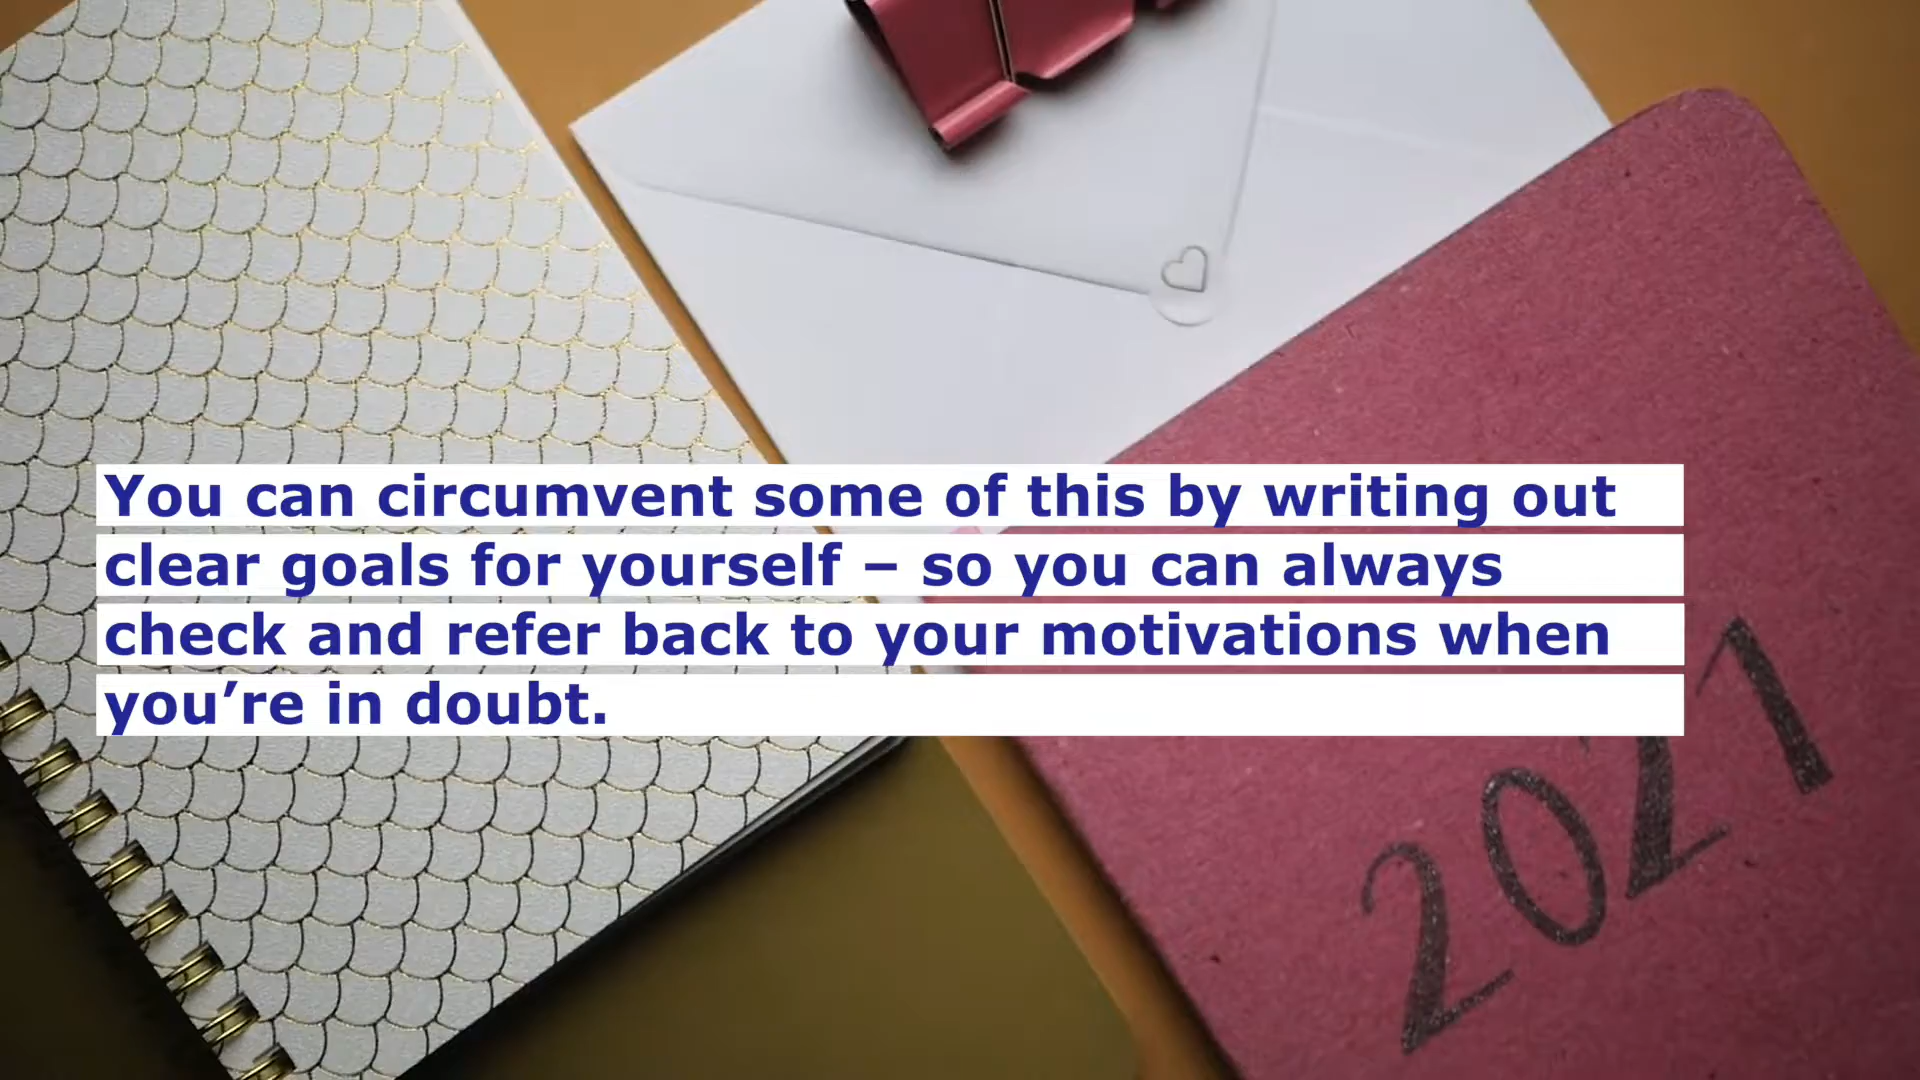 You can circumvent some of this by writing out
clear goals for yourself – so you can always
check and refer back to your motivations when
you’re in doubt.
2021